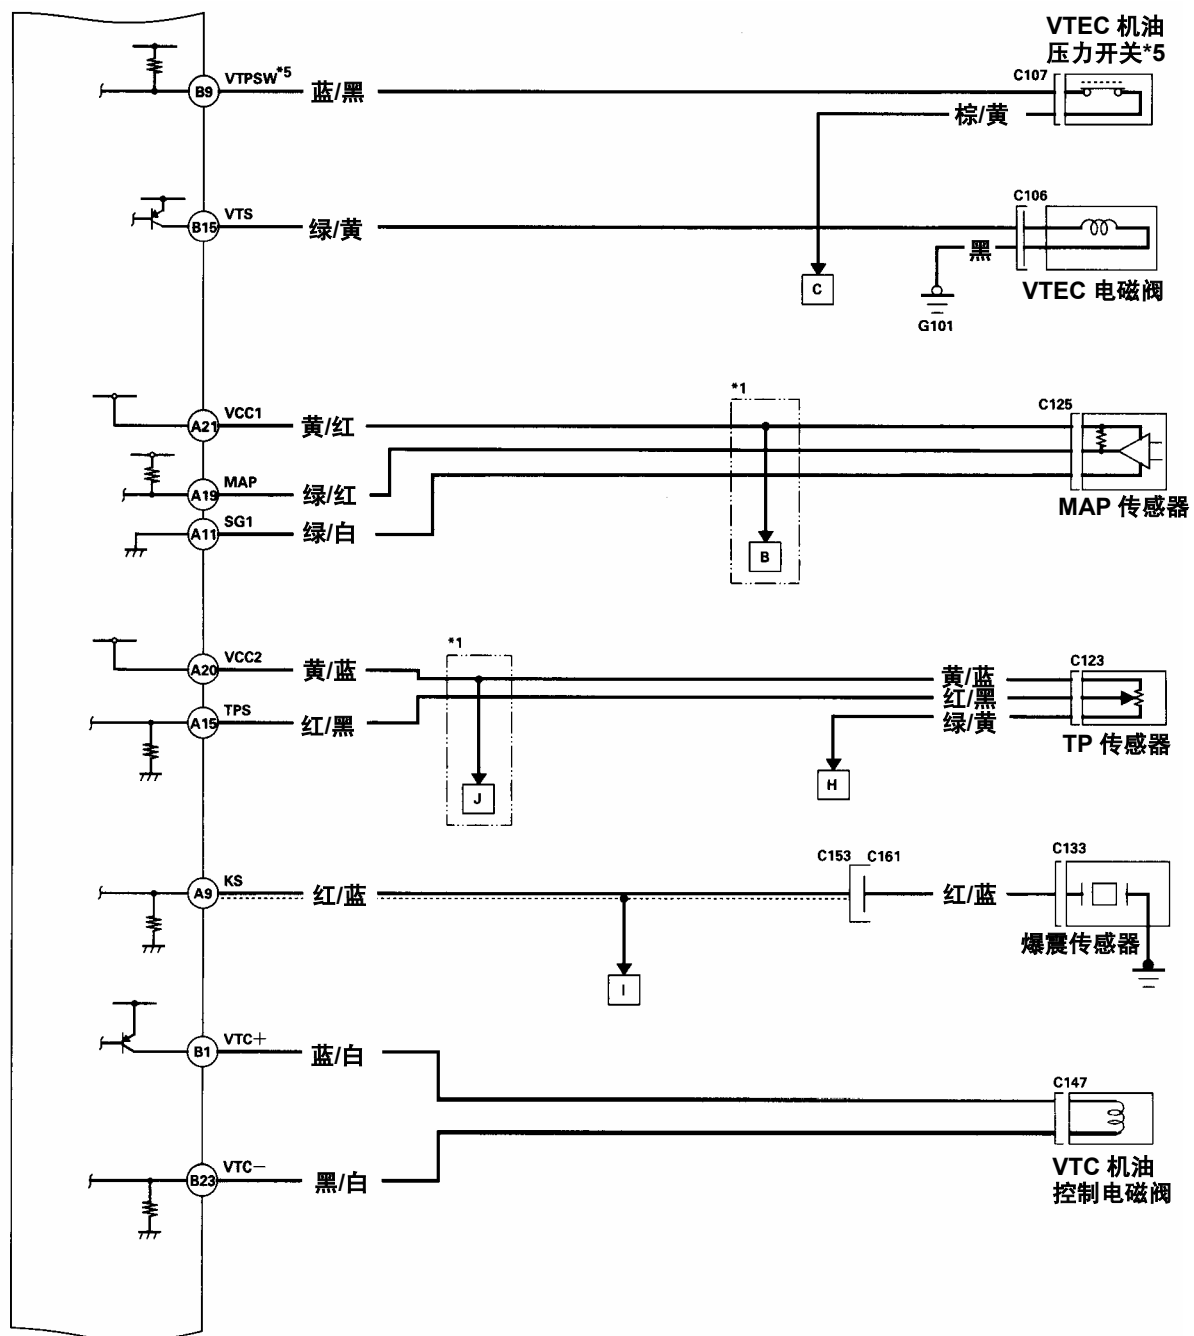 VTEC 机油
压力开关*5
C107
B9 VTPSW*5 蓝/黑
棕/黄
C106
B15 VTS 绿/黄
黑
C
VTEC 电磁阀
G101
*1
C125
A21 VCC1 黄/红
A19 MAP 绿/红
MAP 传感器
A11 SG1 绿/白
B
*1
C123
A20 VCC2 黄/蓝 黄/蓝
A15 TPS 红/黑 红/黑
绿/黄
TP 传感器
J
H
C153 C161 C133
A9 KS 红/蓝 红/蓝
爆震传感器
I
B1 VTC+ 蓝/白
C147
B23 VTC− 黑/白
VTC 机油
控制电磁阀